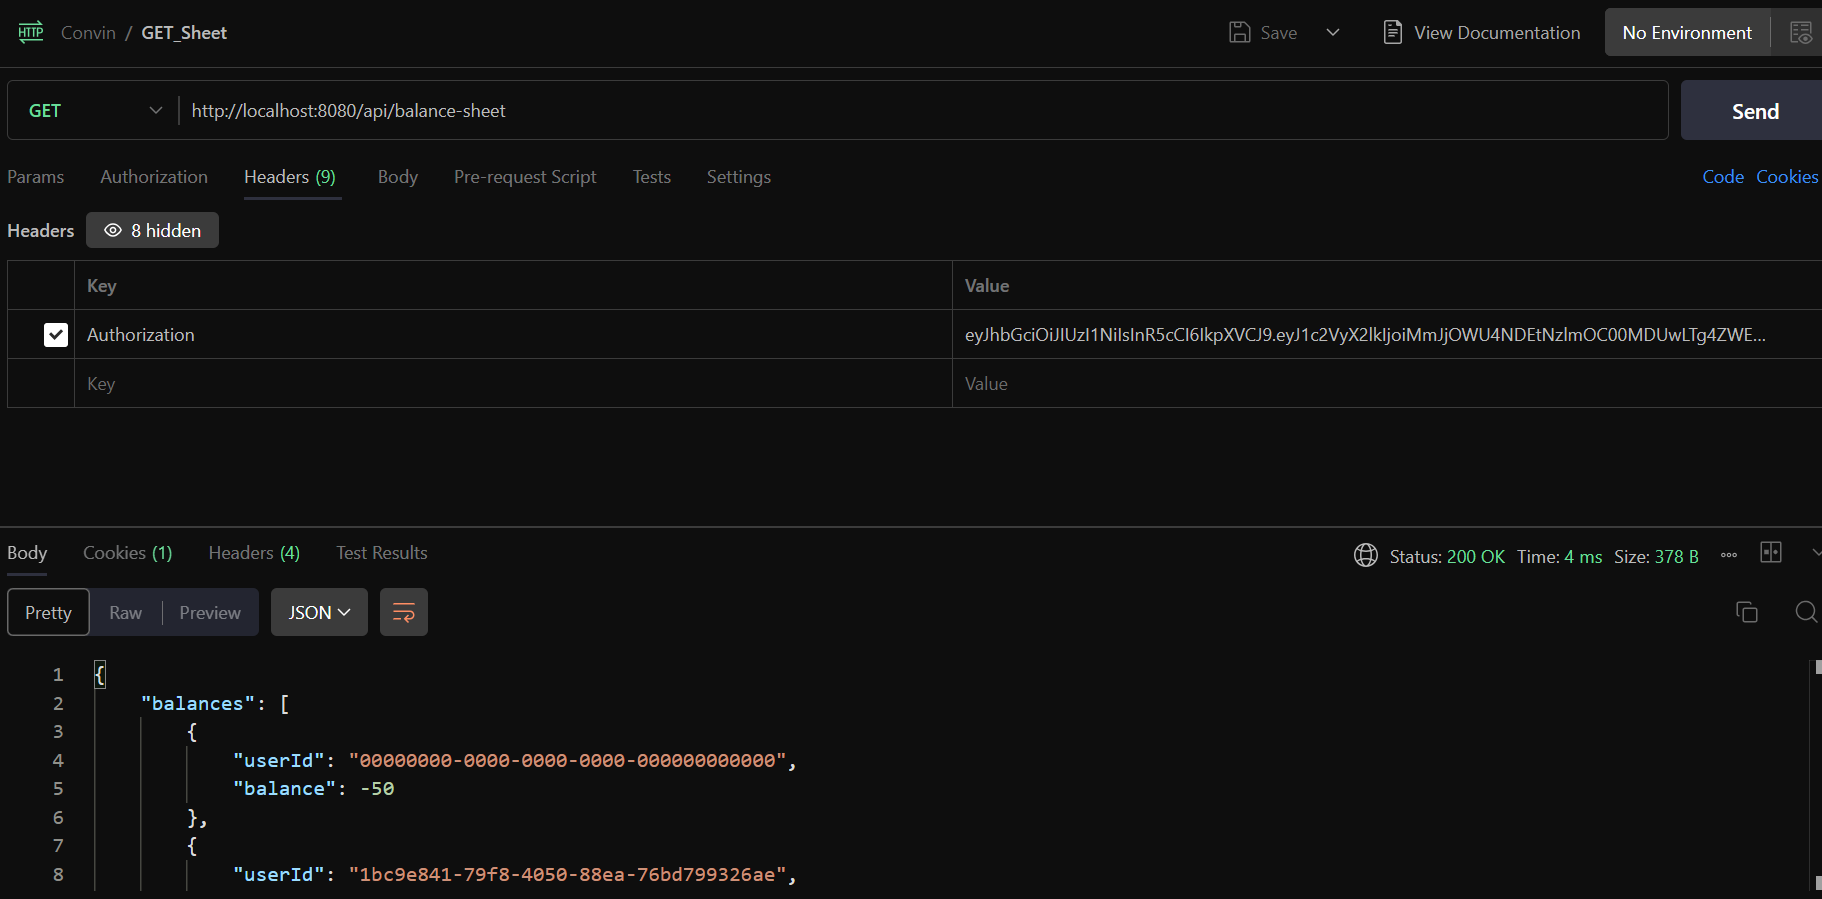 HTTP Convin / GET_Sheet Save View Documentation No Environment
GET http://localhost:8080/api/balance-sheet Send
Params Authorization Headers (9) Body Pre-request Script Tests Settings Code Cookies
Headers 8 hidden
Key Value
Authorization eyJhbGciOiJIUzI1NiIsInR5cCI6IkpXVCJ9.eyJ1c2VyX2lkIjoiMmJjOWU4NDEtNzlmOC00MDUwLTg4ZWE...
Key Value
Body Cookies (1) Headers (4) Test Results Status: 200 OK Time: 4 ms Size: 378 B
Pretty Raw Preview JSON
1 {
2 "balances": [
3 {
4 "userId": "00000000-0000-0000-0000-000000000000",
5 "balance": -50
6 },
7 {
8 "userId": "1bc9e841-79f8-4050-88ea-76bd799326ae",